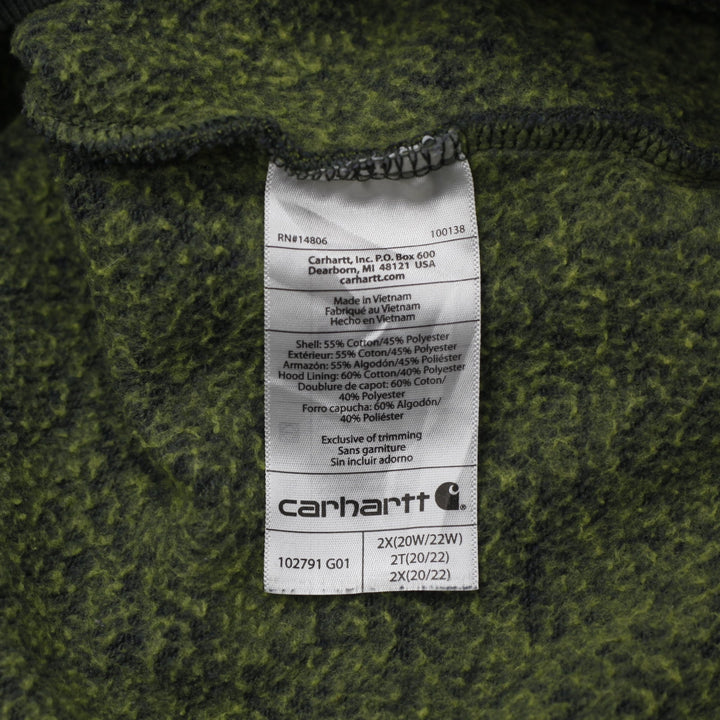 RN#14806 100138
Carhartt, Inc. P.O. Box 600
Dearborn, MI 48121 USA
carhartt.com
Made in Vietnam
Fabriqué au Vietnam
Hecho en Vietnam
Shell: 55% Cotton/45% Polyester
Extérieur: 55% Coton/45% Polyester
Armazón: 55% Algodón/45% Poliéster
Hood Lining: 60% Cotton/40% Polyester
Doublure de capot: 60% Coton/
40% Polyester
Forro capucha: 60% Algodón/
40% Poliéster
Exclusive of trimming
Sans garniture
Sin incluir adorno
carhartt
102791 G01
2X(20W/22W)
2T(20/22)
2X(20/22)